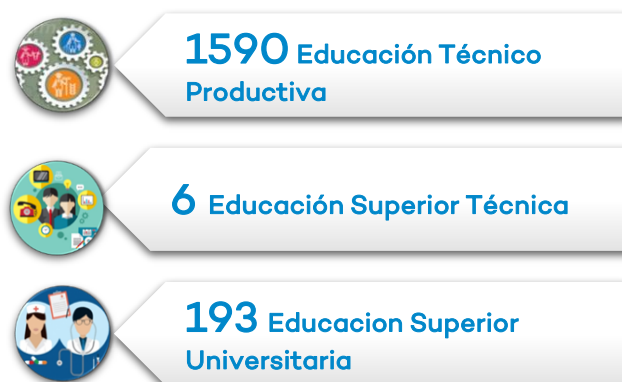 1590 Educación Técnico
Productiva
6 Educación Superior Técnica
193 Educacion Superior
Universitaria